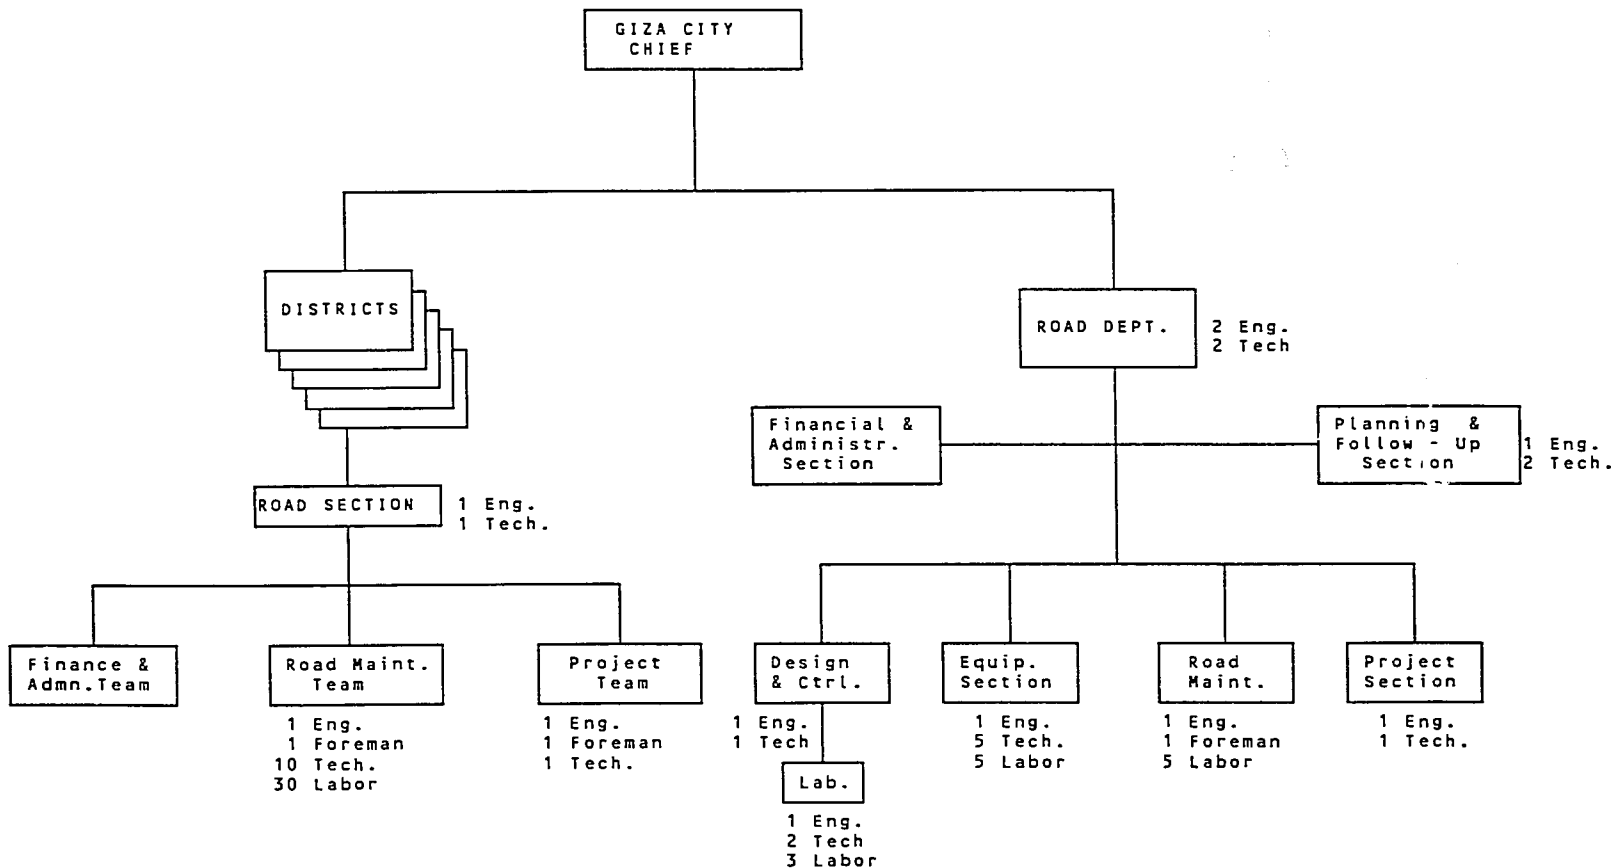 GIZA CITY
CHIEF
DISTRICTS
ROAD DEPT.
2 Eng.
2 Tech
Financial &
Administr.
Section
Planning &
Follow - Up
Section
1 Eng.
2 Tech.
ROAD SECTION
1 Eng.
1 Tech.
Finance &
Admn.Team
Road Maint.
Team
1 Eng.
1 Foreman
10 Tech.
30 Labor
Project
Team
1 Eng.
1 Foreman
1 Tech.
Design
& Ctrl.
1 Eng.
1 Tech
Lab.
1 Eng.
2 Tech
3 Labor
Equip.
Section
1 Eng.
5 Tech.
5 Labor
Road
Maint.
1 Eng.
1 Foreman
5 Labor
Project
Section
1 Eng.
1 Tech.